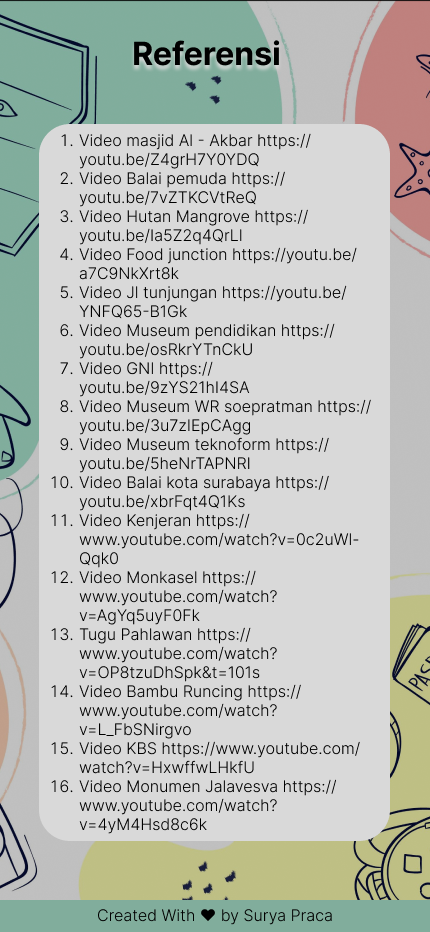 Referensi
1. Video masjid Al - Akbar https://
youtu.be/Z4grH7Y0YDQ
2. Video Balai pemuda https://
youtu.be/7vZTKCVtReQ
3. Video Hutan Mangrove https://
youtu.be/Ia5Z2q4QrLI
4. Video Food junction https://youtu.be/
a7C9NkXrt8k
5. Video Jl tunjungan https://youtu.be/
YNFQ65-B1Gk
6. Video Museum pendidikan https://
youtu.be/osRkrYTnCkU
7. Video GNI https://
youtu.be/9zYS21hI4SA
8. Video Museum WR soepratman https://
youtu.be/3u7zlEpCAgg
9. Video Museum teknoform https://
youtu.be/5heNrTAPNRI
10. Video Balai kota surabaya https://
youtu.be/xbrFqt4Q1Ks
11. Video Kenjeran https://
www.youtube.com/watch?v=0c2uWl-
Qqk0
12. Video Monkasel https://
www.youtube.com/watch?
v=AgYq5uyF0Fk
13. Tugu Pahlawan https://
www.youtube.com/watch?
v=OP8tzuDhSpk&t=101s
14. Video Bambu Runcing https://
www.youtube.com/watch?
v=L_FbSNirgvo
15. Video KBS https://www.youtube.com/
watch?v=HxwffwLHkfU
16. Video Monumen Jalavesva https://
www.youtube.com/watch?
v=4yM4Hsd8c6k
Created With ❤ by Surya Praca